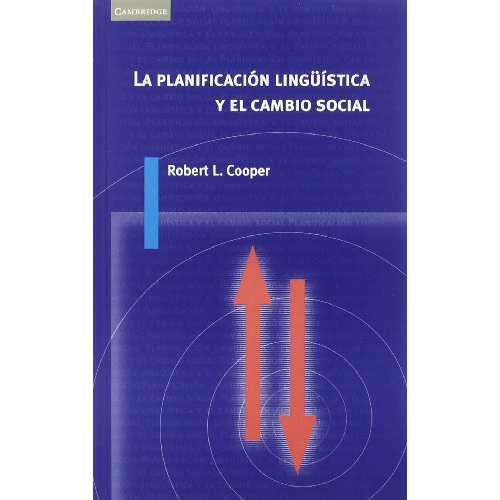 CAMBRIDGE
LA PLANIFICACIÓN LINGÜÍSTICA
Y EL CAMBIO SOCIAL
Robert L. Cooper